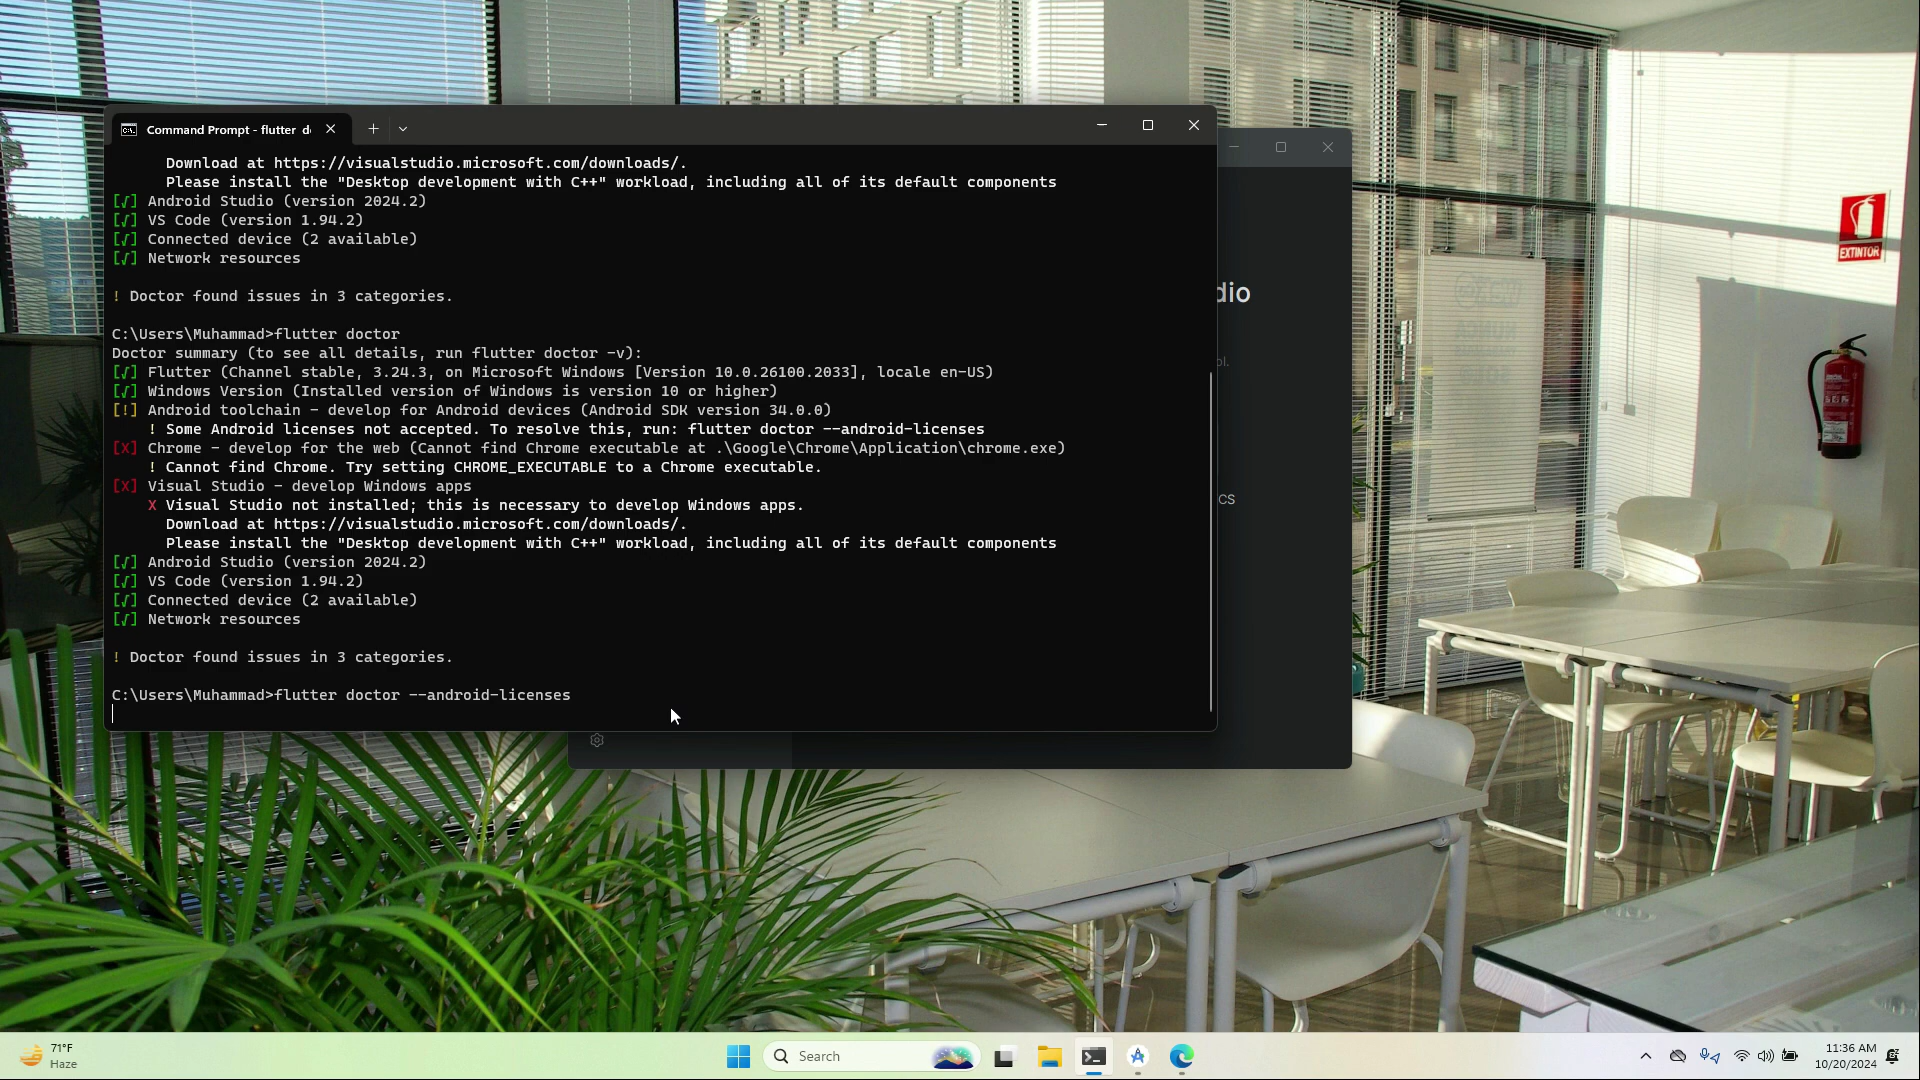 Command Prompt - flutter d
Download at https://visualstudio.microsoft.com/downloads/.
Please install the "Desktop development with C++" workload, including all of its default components
[√] Android Studio (version 2024.2)
[√] VS Code (version 1.94.2)
[√] Connected device (2 available)
[√] Network resources
! Doctor found issues in 3 categories.
C:\Users\Muhammad>flutter doctor
Doctor summary (to see all details, run flutter doctor -v):
[√] Flutter (Channel stable, 3.24.3, on Microsoft Windows [Version 10.0.26100.2033], locale en-US)
[√] Windows Version (Installed version of Windows is version 10 or higher)
[!] Android toolchain - develop for Android devices (Android SDK version 34.0.0)
! Some Android licenses not accepted. To resolve this, run: flutter doctor --android-licenses
[X] Chrome - develop for the web (Cannot find Chrome executable at .\Google\Chrome\Application\chrome.exe)
! Cannot find Chrome. Try setting CHROME_EXECUTABLE to a Chrome executable.
[X] Visual Studio - develop Windows apps
X Visual Studio not installed; this is necessary to develop Windows apps.
Download at https://visualstudio.microsoft.com/downloads/.
Please install the "Desktop development with C++" workload, including all of its default components
[√] Android Studio (version 2024.2)
[√] VS Code (version 1.94.2)
[√] Connected device (2 available)
[√] Network resources
! Doctor found issues in 3 categories.
C:\Users\Muhammad>flutter doctor --android-licenses
dio
ol.
cs
EXTINTOR
71°F
Haze
Search
11:36 AM
10/20/2024